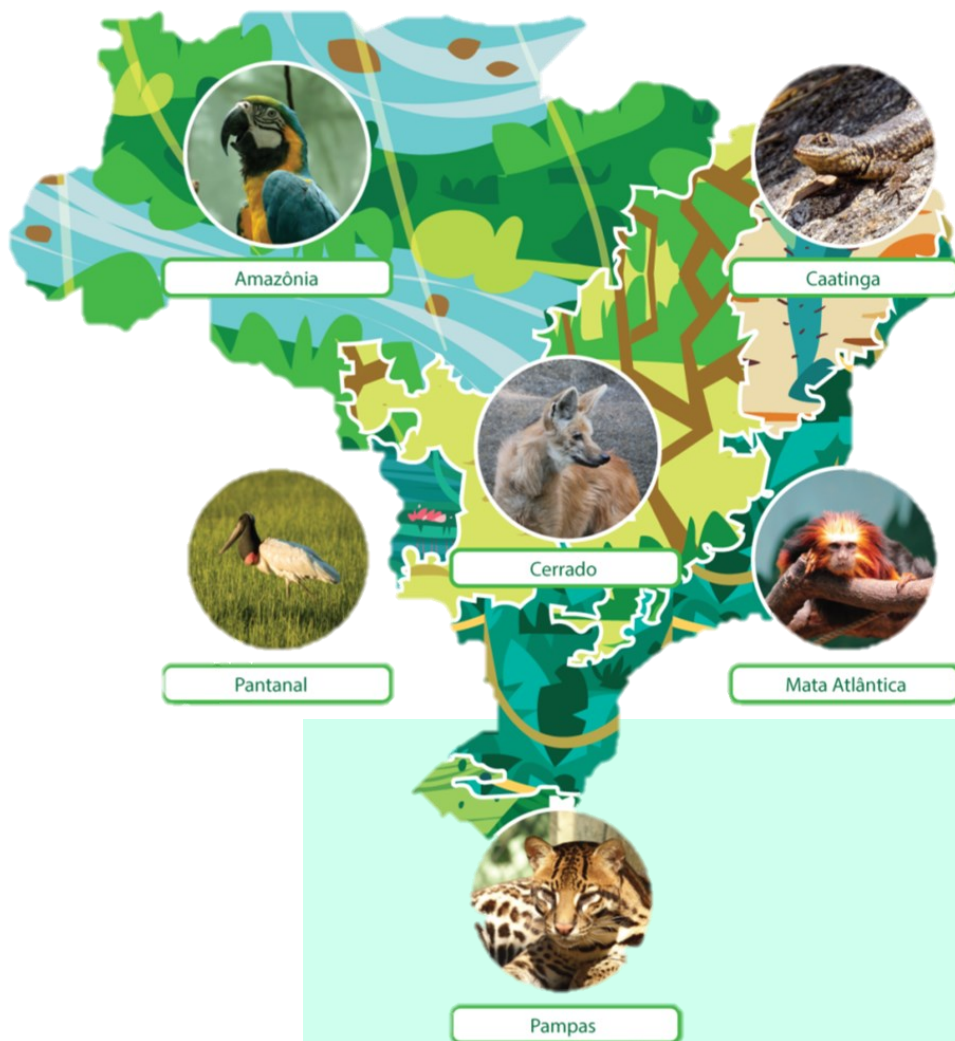 Amazônia
Caatinga
Cerrado
Pantanal
Mata Atlântica
Pampas